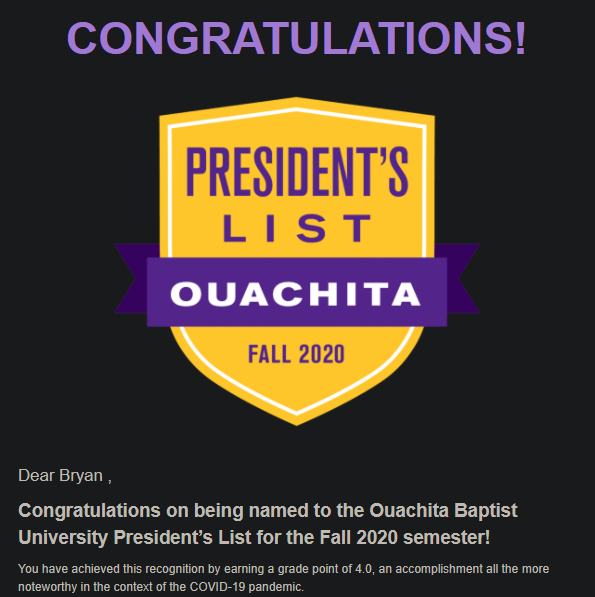 CONGRATULATIONS!
PRESIDENT'S
LIST
OUACHITA
FALL 2020
Dear Bryan ,
Congratulations on being named to the Ouachita Baptist
University President's List for the Fall 2020 semester!
You have achieved this recognition by earning a grade point of 4.0, an accomplishment all the more
noteworthy in the context of the COVID-19 pandemic.